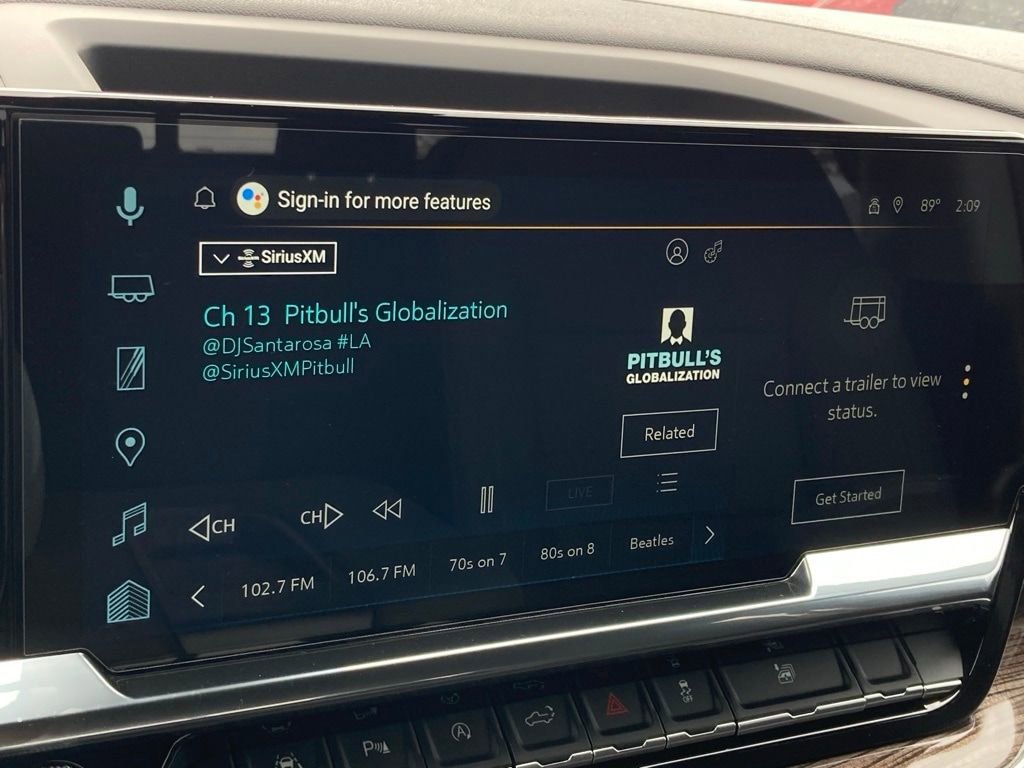 Sign-in for more features
89° 2:09
SiriusXM
Ch 13 Pitbull's Globalization
@DJSantarosa #LA
@SiriusXMPitbull
PITBULL'S
GLOBALIZATION
Related
Connect a trailer to view
status.
Get Started
CH
CH
LIVE
102.7 FM
106.7 FM
70s on 7
80s on 8
Beatles
P
A
OFF